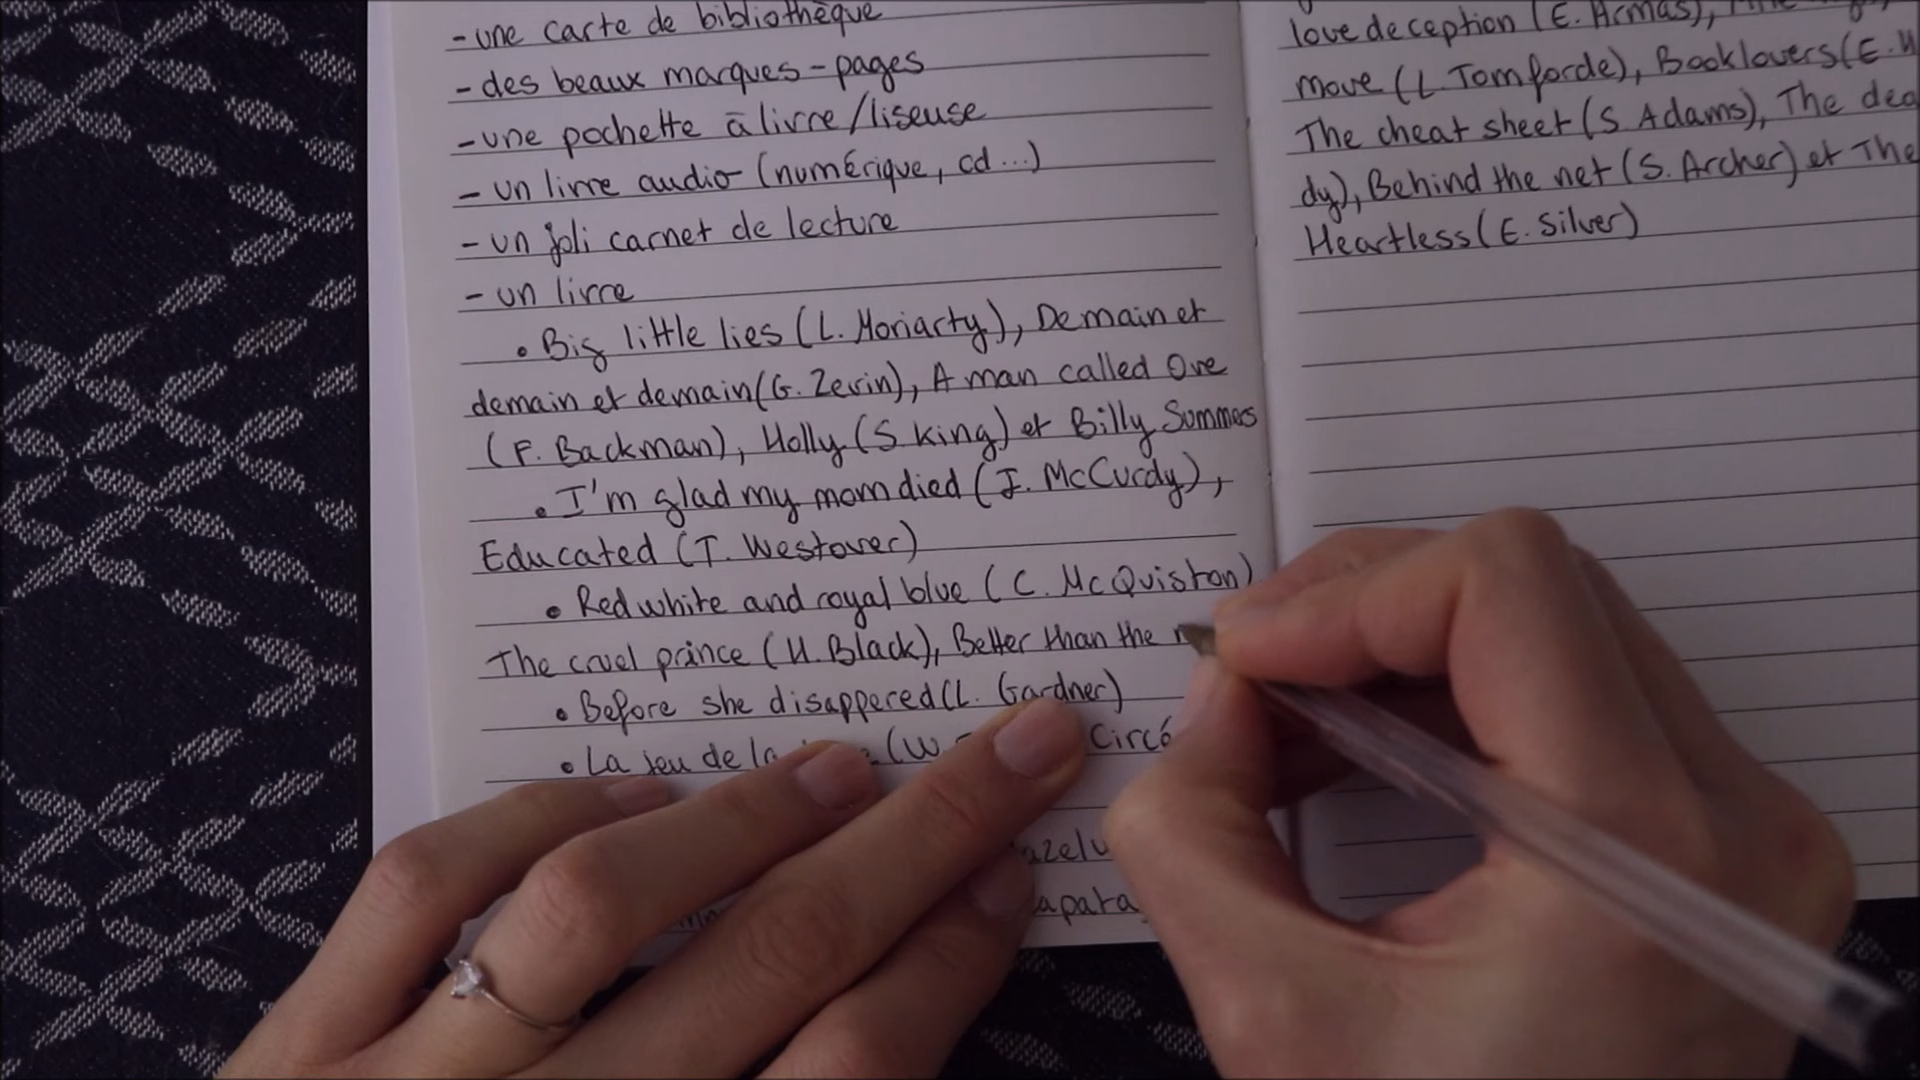 - une carte de bibliothèque
- des beaux marques-pages
- une pochette à livre/liseuse
- un livre audio (numérique, cd...)
- un joli carnet de lecture
- un livre
• Big little lies (L. Moriarty), Demain et
demain et demain (G. Zevin), A man called Ove
(F. Backman), Holly (S King) et Billy Summers
• I'm glad my mom died (J. McCurdy),
Educated (T. Westover)
• Red white and royal blue (C. McQuiston)
The cruel prince (H. Black), Better than the
• Before she disappered (L. Gardner)
• La jeu de la (W Circé
love deception (E. Armas),
move (L. Tomforde), Booklovers (E.
The cheat sheet (S Adams), The
dy), Behind the net (S. Archer) et The
Heartless (E. Silver)